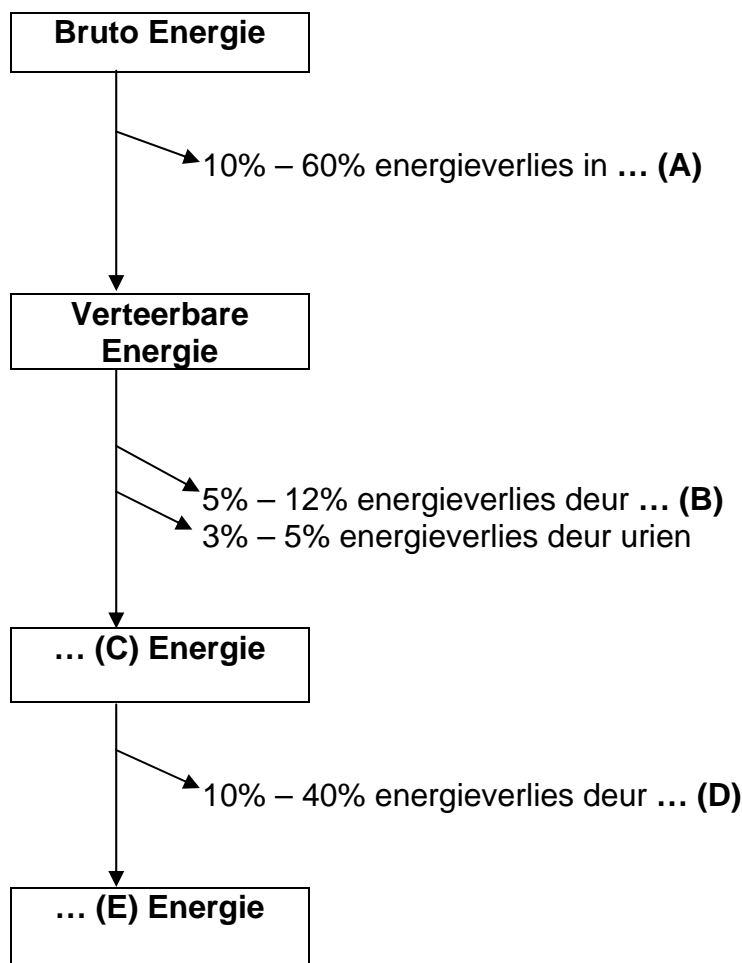 Bruto Energie
10% – 60% energieverlies in … (A)
Verteerbare
Energie
5% – 12% energieverlies deur … (B)
3% – 5% energieverlies deur urien
… (C) Energie
10% – 40% energieverlies deur … (D)
… (E) Energie